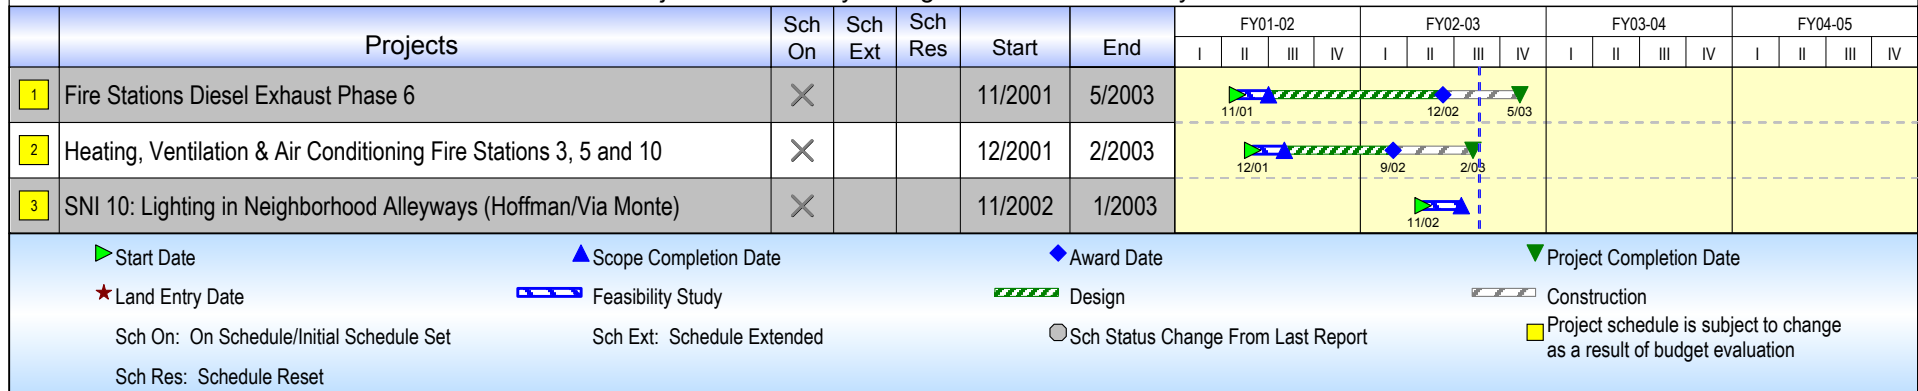 Projects Sch On Sch Ext Sch Res Start End FY01-02 FY02-03 FY03-04 FY04-05
I II III IV I II III IV I II III IV I II III IV
1 Fire Stations Diesel Exhaust Phase 6 11/2001 5/2003 11/01 12/02 5/03
2 Heating, Ventilation & Air Conditioning Fire Stations 3, 5 and 10 12/2001 2/2003 12/01 9/02 2/03
3 SNI 10: Lighting in Neighborhood Alleyways (Hoffman/Via Monte) 11/2002 1/2003 11/02
Start Date Scope Completion Date Award Date Project Completion Date
Land Entry Date Feasibility Study Design Construction
Sch On: On Schedule/Initial Schedule Set Sch Ext: Schedule Extended Sch Status Change From Last Report Project schedule is subject to change
as a result of budget evaluation
Sch Res: Schedule Reset